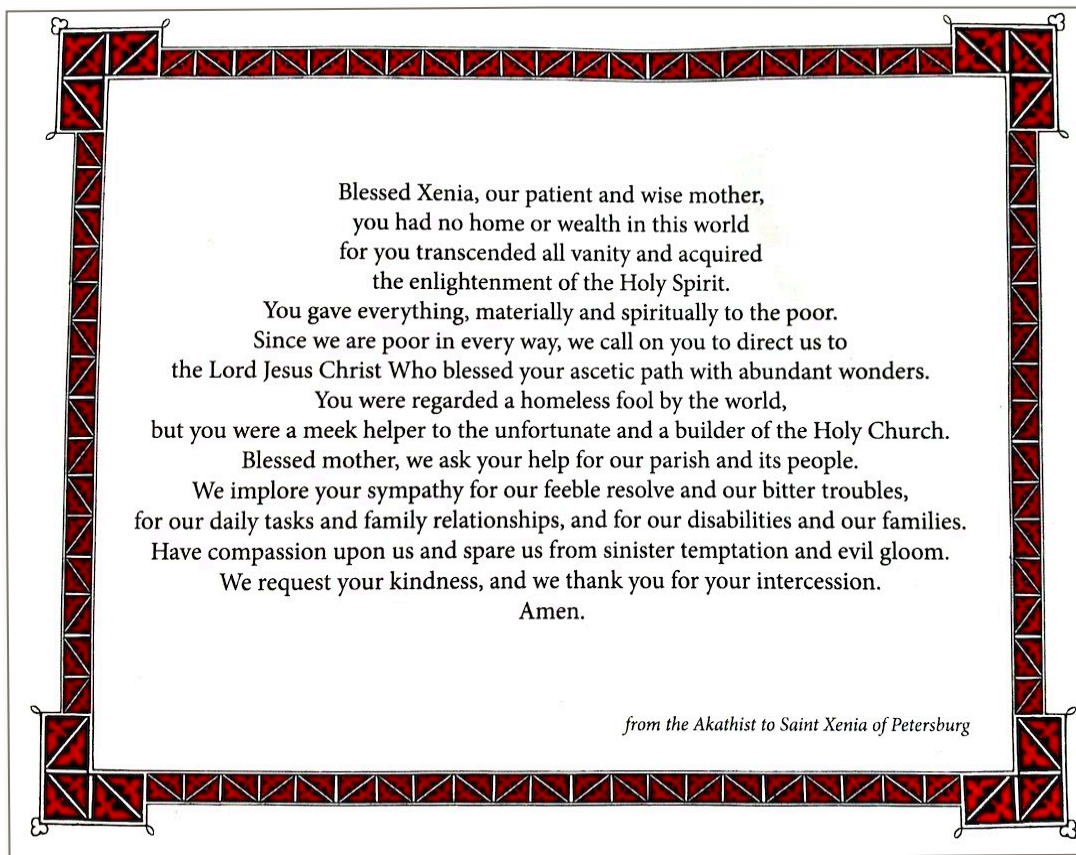 Blessed Xenia, our patient and wise mother,
you had no home or wealth in this world
for you transcended all vanity and acquired
the enlightenment of the Holy Spirit.
You gave everything, materially and spiritually to the poor.
Since we are poor in every way, we call on you to direct us to
the Lord Jesus Christ Who blessed your ascetic path with abundant wonders.
You were regarded a homeless fool by the world,
but you were a meek helper to the unfortunate and a builder of the Holy Church.
Blessed mother, we ask your help for our parish and its people.
We implore your sympathy for our feeble resolve and our bitter troubles,
for our daily tasks and family relationships, and for our disabilities and our families.
Have compassion upon us and spare us from sinister temptation and evil gloom.
We request your kindness, and we thank you for your intercession.
Amen.
from the Akathist to Saint Xenia of Petersburg